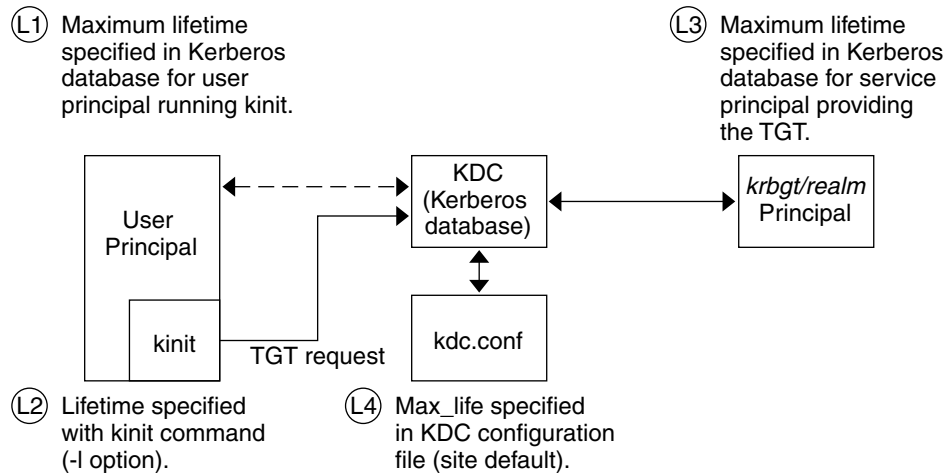 L1 Maximum lifetime
specified in Kerberos
database for user
principal running kinit.
L3 Maximum lifetime
specified in Kerberos
database for service
principal providing
the TGT.
User
Principal
KDC
(Kerberos
database)
krbgt/realm
Principal
kinit
TGT request
kdc.conf
L2 Lifetime specified
with kinit command
(-l option).
L4 Max_life specified
in KDC configuration
file (site default).